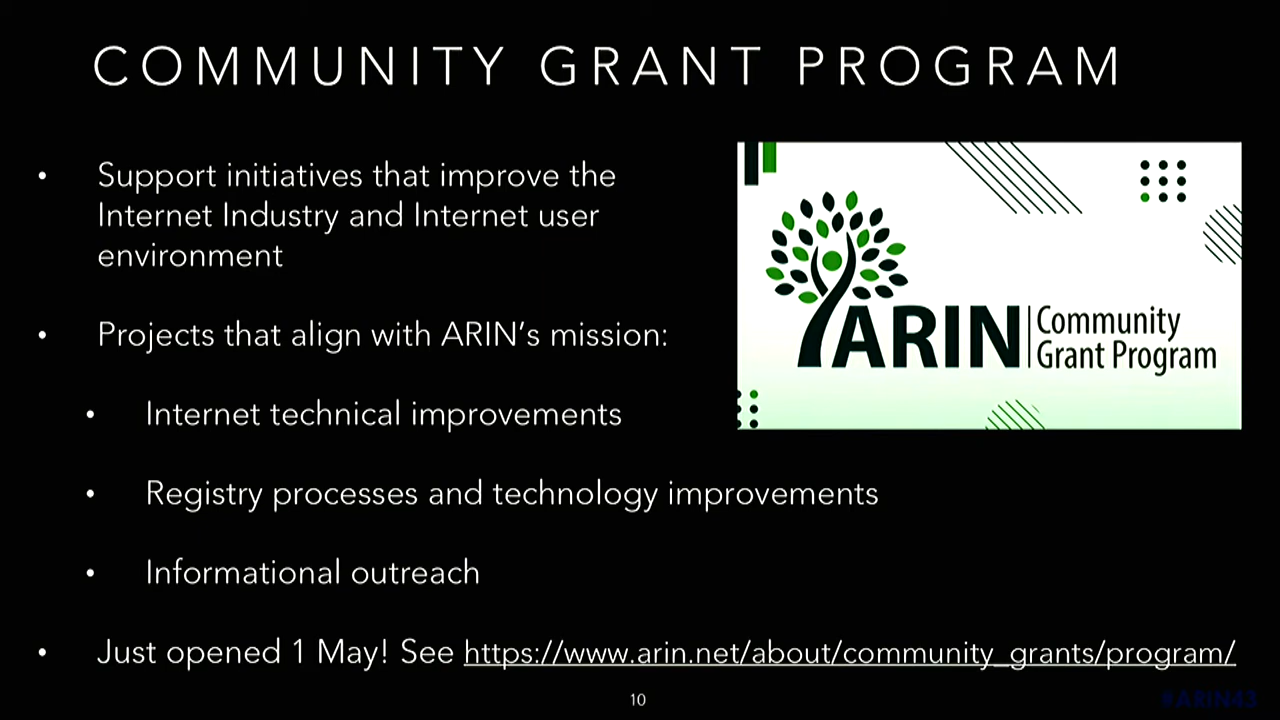 COMMUNITY GRANT PROGRAM
• Support initiatives that improve the
Internet Industry and Internet user
environment
• Projects that align with ARIN's mission:
• Internet technical improvements
• Registry processes and technology improvements
• Informational outreach
• Just opened 1 May! See https://www.arin.net/about/community_grants/program/
ARIN
Community
Grant Program
10
#ARIN43